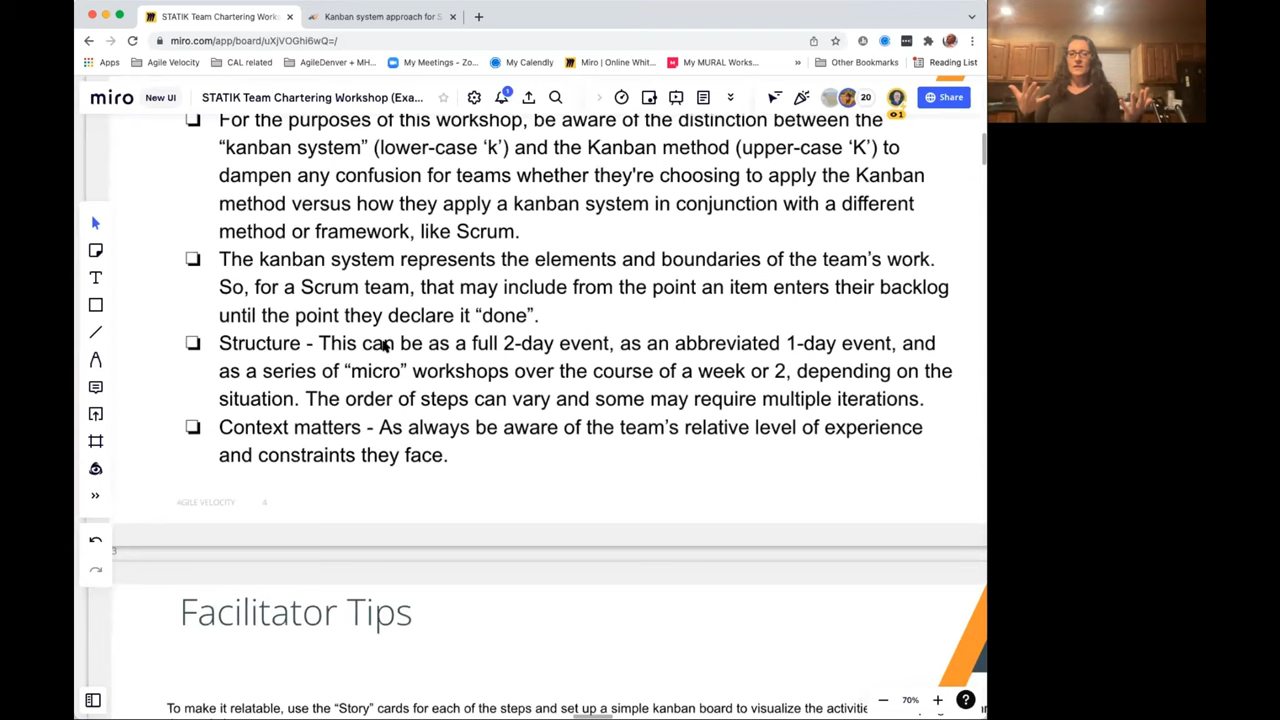 STATIK Team Chartering Works
Kanban system approach for S
miro.com/app/board/uXjVOGhi6wQ=/
Apps
Agile Velocity
CAL related
AgileDenver + MH...
My Meetings - Zo...
My Calendly
Miro | Online Whit...
My MURAL Works...
Other Bookmarks
Reading List
miro
New UI
STATIK Team Chartering Workshop (Exa...
1
20
1
Share
For the purposes of this workshop, be aware of the distinction between the
“kanban system” (lower-case ‘k’) and the Kanban method (upper-case ‘K’) to
dampen any confusion for teams whether they're choosing to apply the Kanban
method versus how they apply a kanban system in conjunction with a different
method or framework, like Scrum.
The kanban system represents the elements and boundaries of the team’s work.
So, for a Scrum team, that may include from the point an item enters their backlog
until the point they declare it “done”.
Structure - This can be as a full 2-day event, as an abbreviated 1-day event, and
as a series of “micro” workshops over the course of a week or 2, depending on the
situation. The order of steps can vary and some may require multiple iterations.
Context matters - As always be aware of the team’s relative level of experience
and constraints they face.
AGILE VELOCITY 4
3
Facilitator Tips
To make it relatable, use the “Story” cards for each of the steps and set up a simple kanban board to visualize the activitie
70%